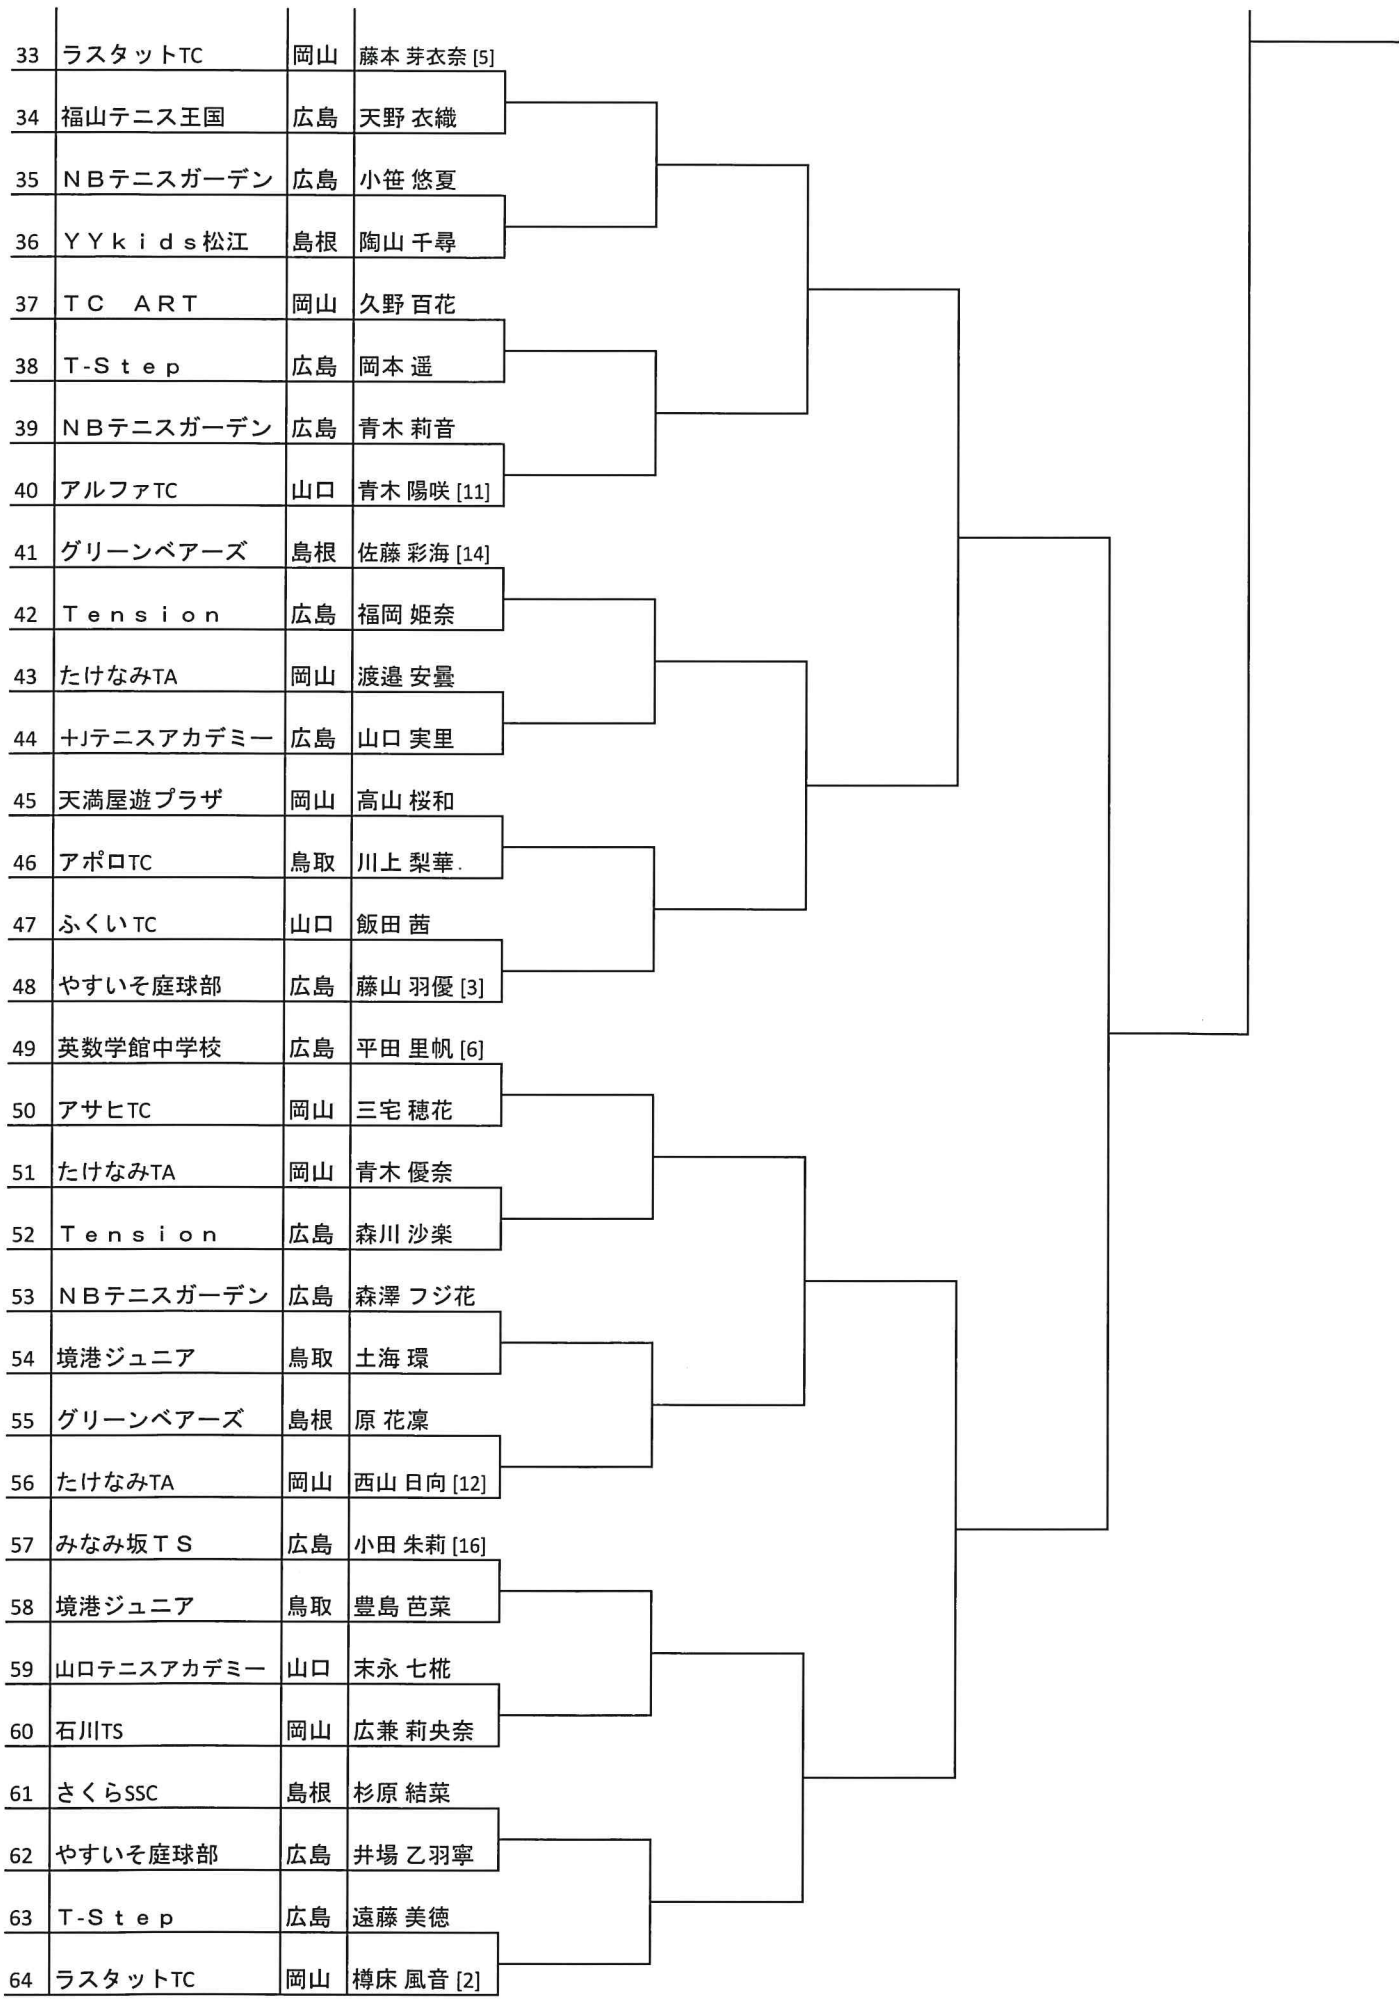 33 ラスタットTC 岡山 藤本 芽衣奈 [5]
34 福山テニス王国 広島 天野 衣織
35 ＮＢテニスガーデン 広島 小笹 悠夏
36 ＹＹｋｉｄｓ松江 島根 陶山 千尋
37 ＴＣ　ＡＲＴ 岡山 久野 百花
38 Ｔ-Ｓｔｅｐ 広島 岡本 遥
39 ＮＢテニスガーデン 広島 青木 莉音
40 アルファTC 山口 青木 陽咲 [11]
41 グリーンベアーズ 島根 佐藤 彩海 [14]
42 Ｔｅｎｓｉｏｎ 広島 福岡 姫奈
43 たけなみTA 岡山 渡邉 安曇
44 ＋Jテニスアカデミー 広島 山口 実里
45 天満屋遊プラザ 岡山 高山 桜和
46 アポロTC 鳥取 川上 梨華
47 ふくいTC 山口 飯田 茜
48 やすいそ庭球部 広島 藤山 羽優 [3]
49 英数学館中学校 広島 平田 里帆 [6]
50 アサヒTC 岡山 三宅 穂花
51 たけなみTA 岡山 青木 優奈
52 Ｔｅｎｓｉｏｎ 広島 森川 沙楽
53 ＮＢテニスガーデン 広島 森澤 フジ花
54 境港ジュニア 鳥取 土海 環
55 グリーンベアーズ 島根 原 花凜
56 たけなみTA 岡山 西山 日向 [12]
57 みなみ坂ＴＳ 広島 小田 朱莉 [16]
58 境港ジュニア 鳥取 豊島 芭菜
59 山口テニスアカデミー 山口 末永 七椛
60 石川TS 岡山 広兼 莉央奈
61 さくらSSC 島根 杉原 結菜
62 やすいそ庭球部 広島 井場 乙羽寧
63 Ｔ-Ｓｔｅｐ 広島 遠藤 美徳
64 ラスタットTC 岡山 樽床 風音 [2]